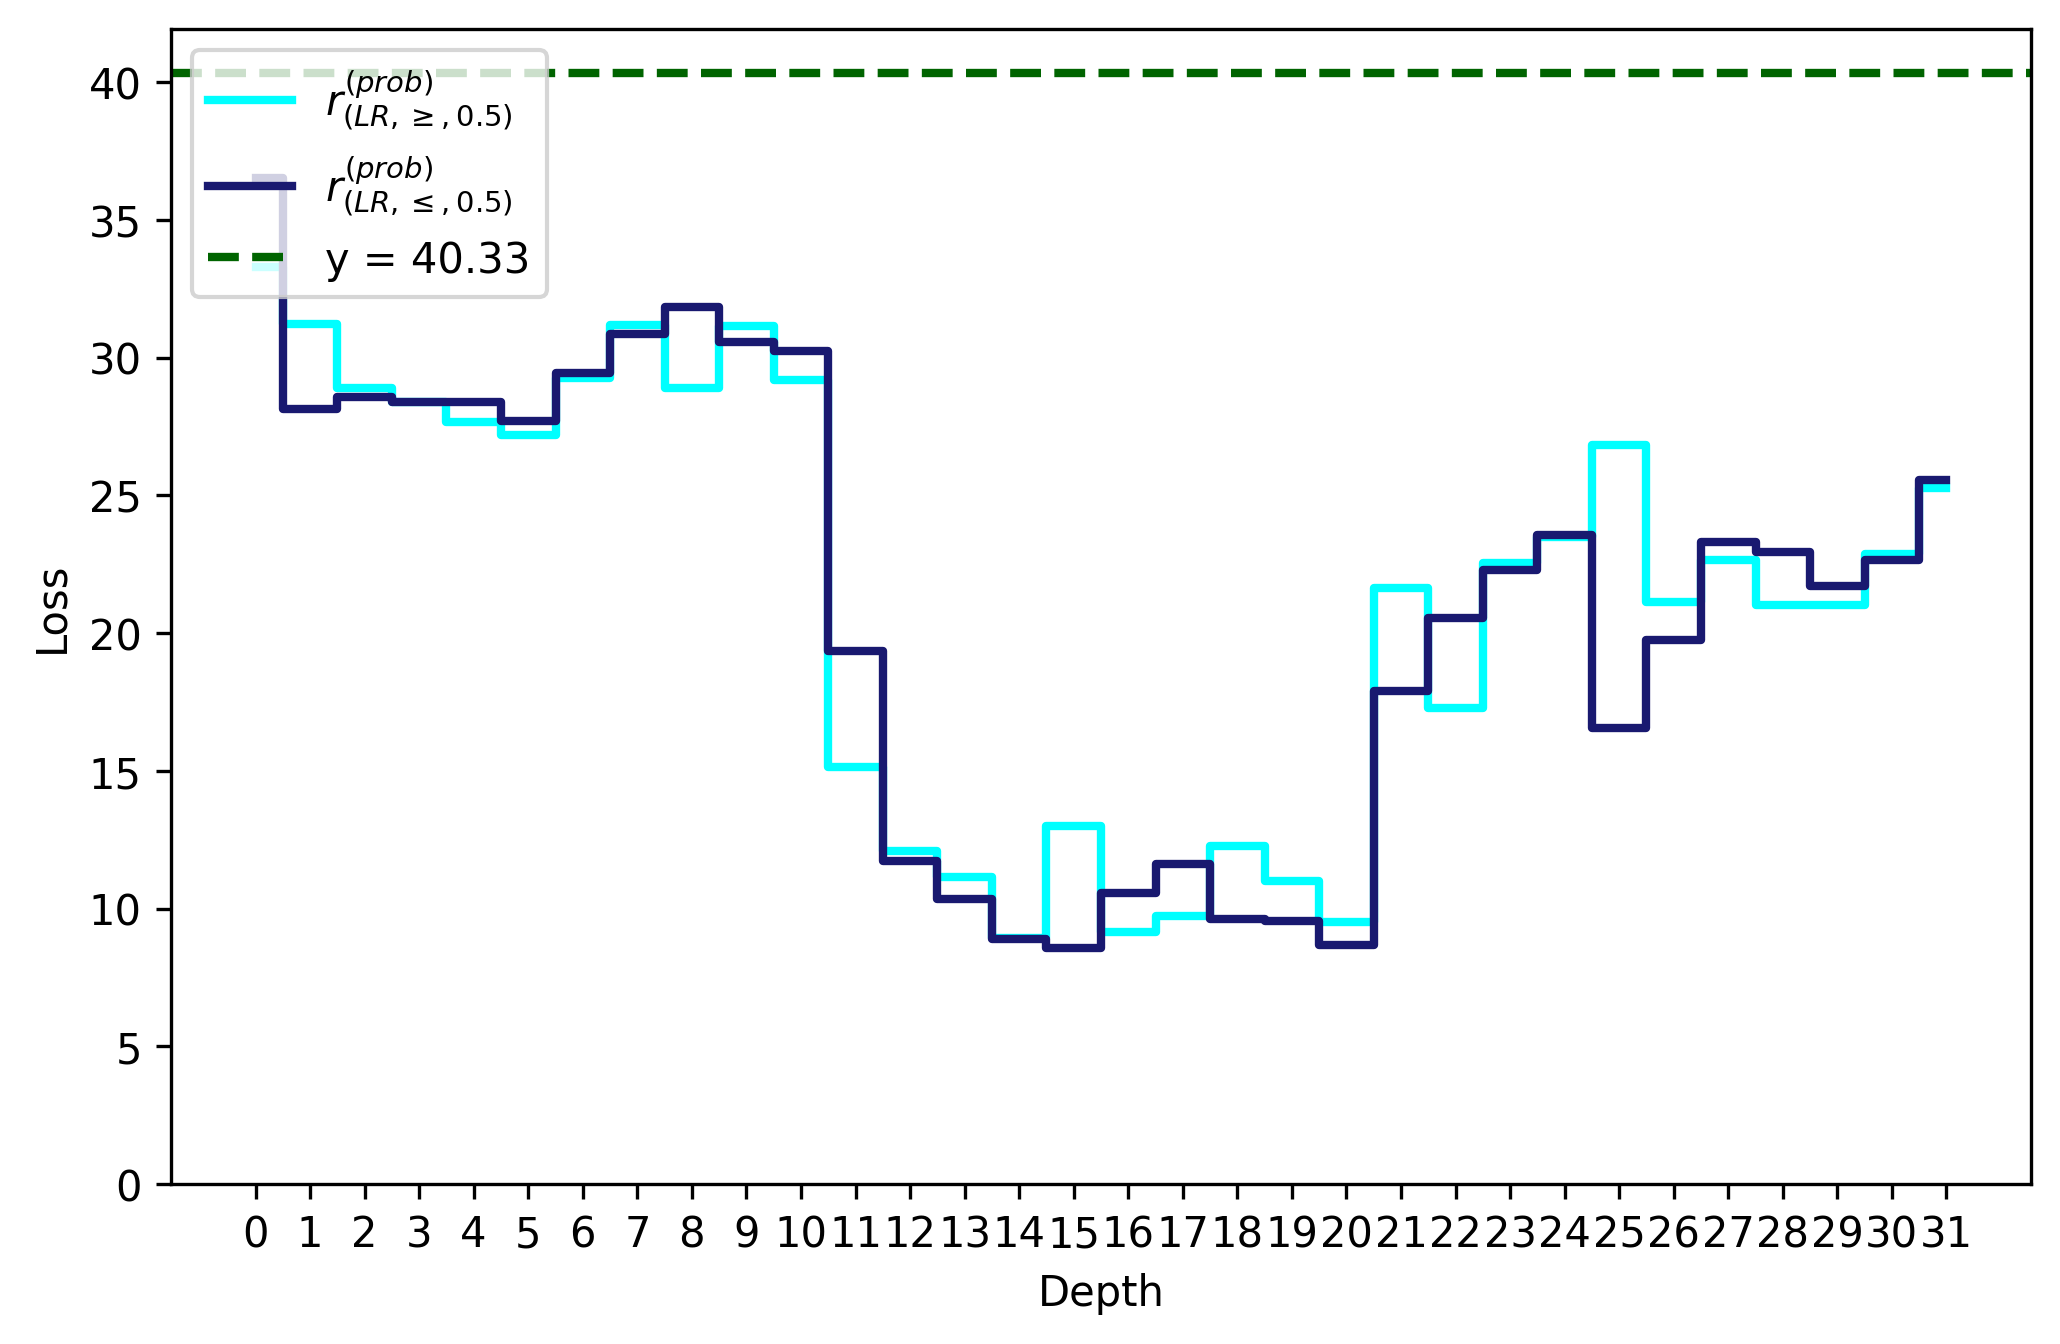 40
35
30
25
20
15
10
5
0
Loss
r_{(LR, ≥, 0.5)}^{(prob)}
r_{(LR, ≤, 0.5)}^{(prob)}
y = 40.33
0 1 2 3 4 5 6 7 8 9 10 11 12 13 14 15 16 17 18 19 20 21 22 23 24 25 26 27 28 29 30 31
Depth